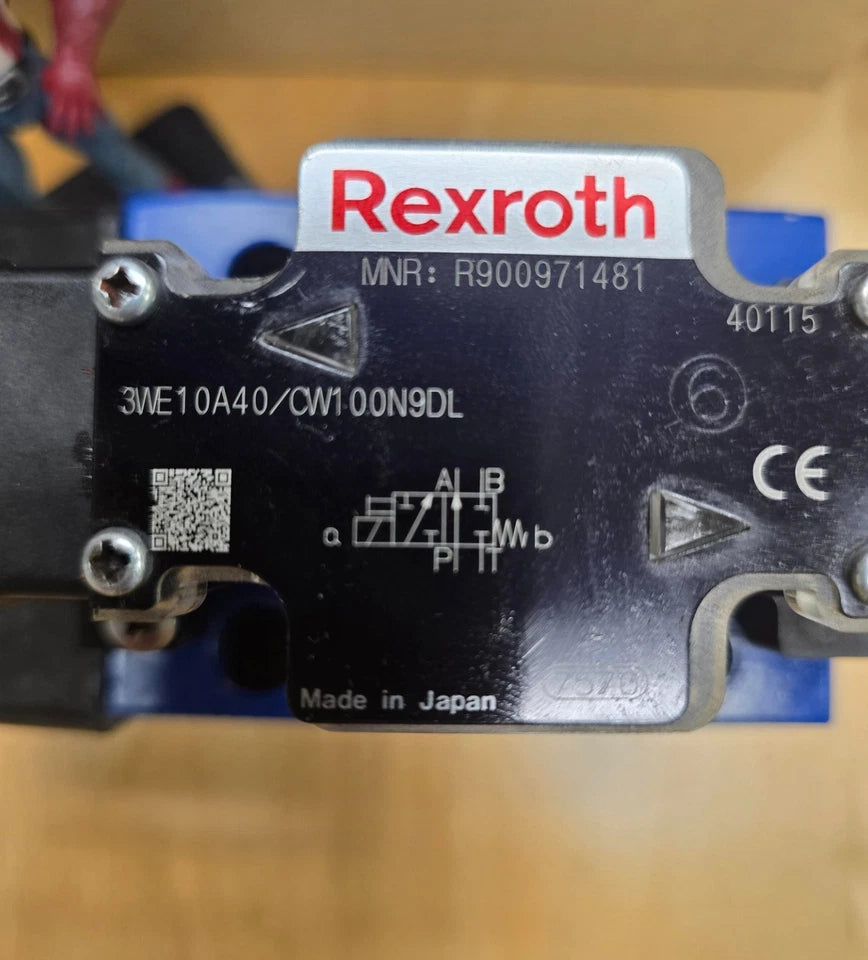 Rexroth
MNR: R900971481
40115
3WE10A40/CW100N9DL
6
CE
A B
a b
P T
Made in Japan